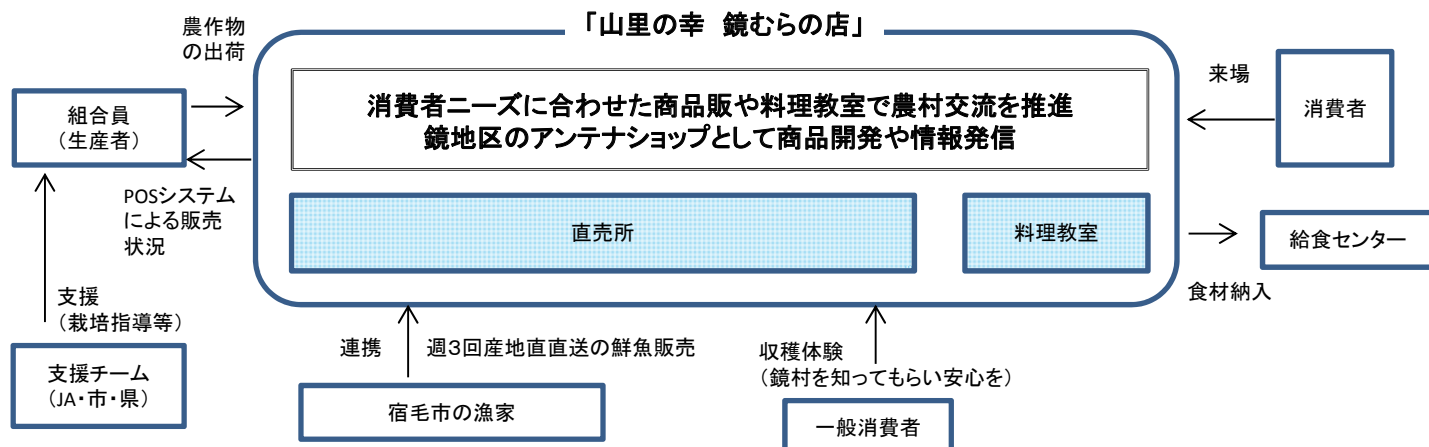 「山里の幸 鏡むらの店」
農作物
の出荷
消費者ニーズに合わせた商品販や料理教室で農村交流を推進
鏡地区のアンテナショップとして商品開発や情報発信
来場
消費者
組合員
(生産者)
POSシステム
による販売
状況
直売所
料理教室
給食センター
食材納入
支援
(栽培指導等)
連携
週3回産地直直送の鮮魚販売
収穫体験
(鏡村を知ってもらい安心を)
支援チーム
(JA・市・県)
宿毛市の漁家
一般消費者